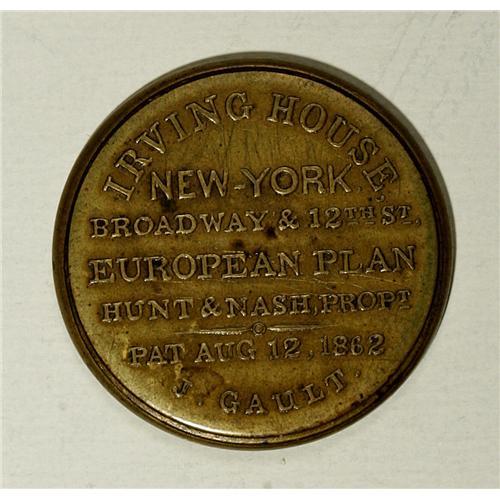 IRVING HOUSE,
NEW-YORK.
BROADWAY & 12TH ST.
EUROPEAN PLAN
HUNT & NASH, PROPT
PAT AUG 12, 1862
J. GAULT.